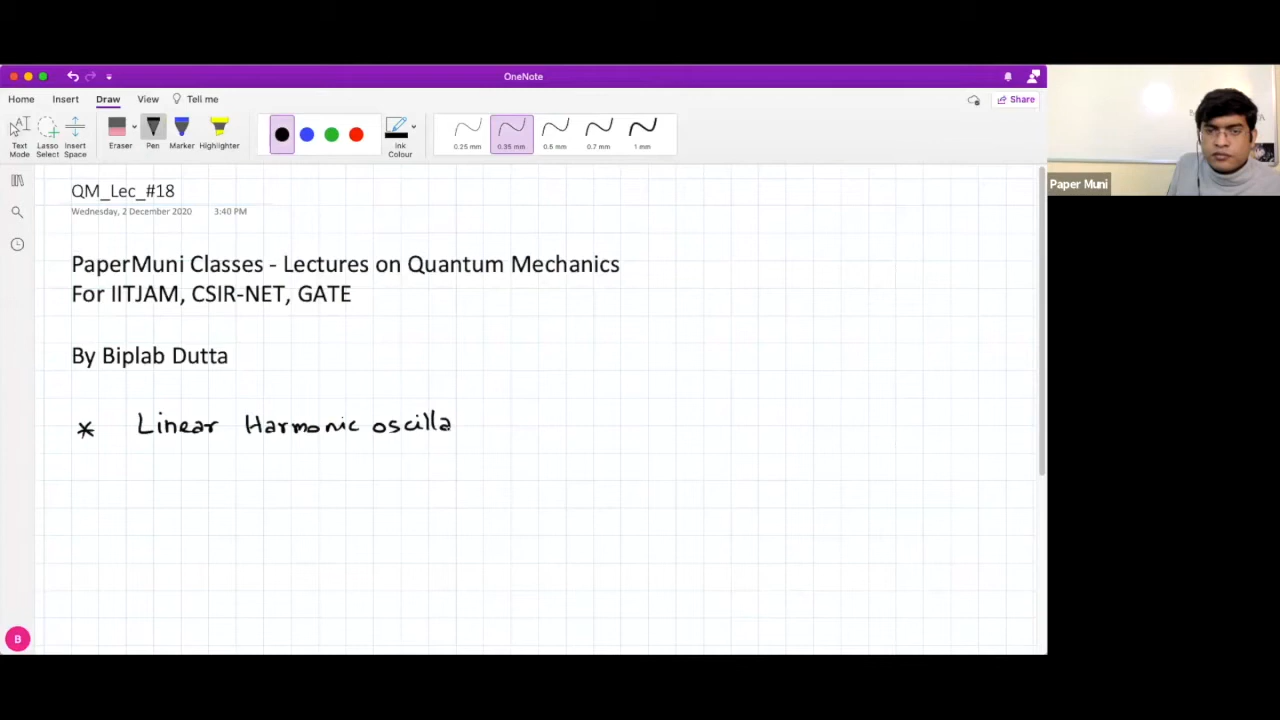 OneNote
Home Insert Draw View Tell me
Share
Text Mode
Lasso Select
Insert Space
Eraser
Pen
Marker
Highlighter
Ink Colour
0.25 mm
0.35 mm
0.5 mm
0.7 mm
1 mm
Paper Muni
QM_Lec_#18
Wednesday, 2 December 2020 3:40 PM
PaperMuni Classes - Lectures on Quantum Mechanics
For IITJAM, CSIR-NET, GATE
By Biplab Dutta
* Linear Harmonic oscilla
B